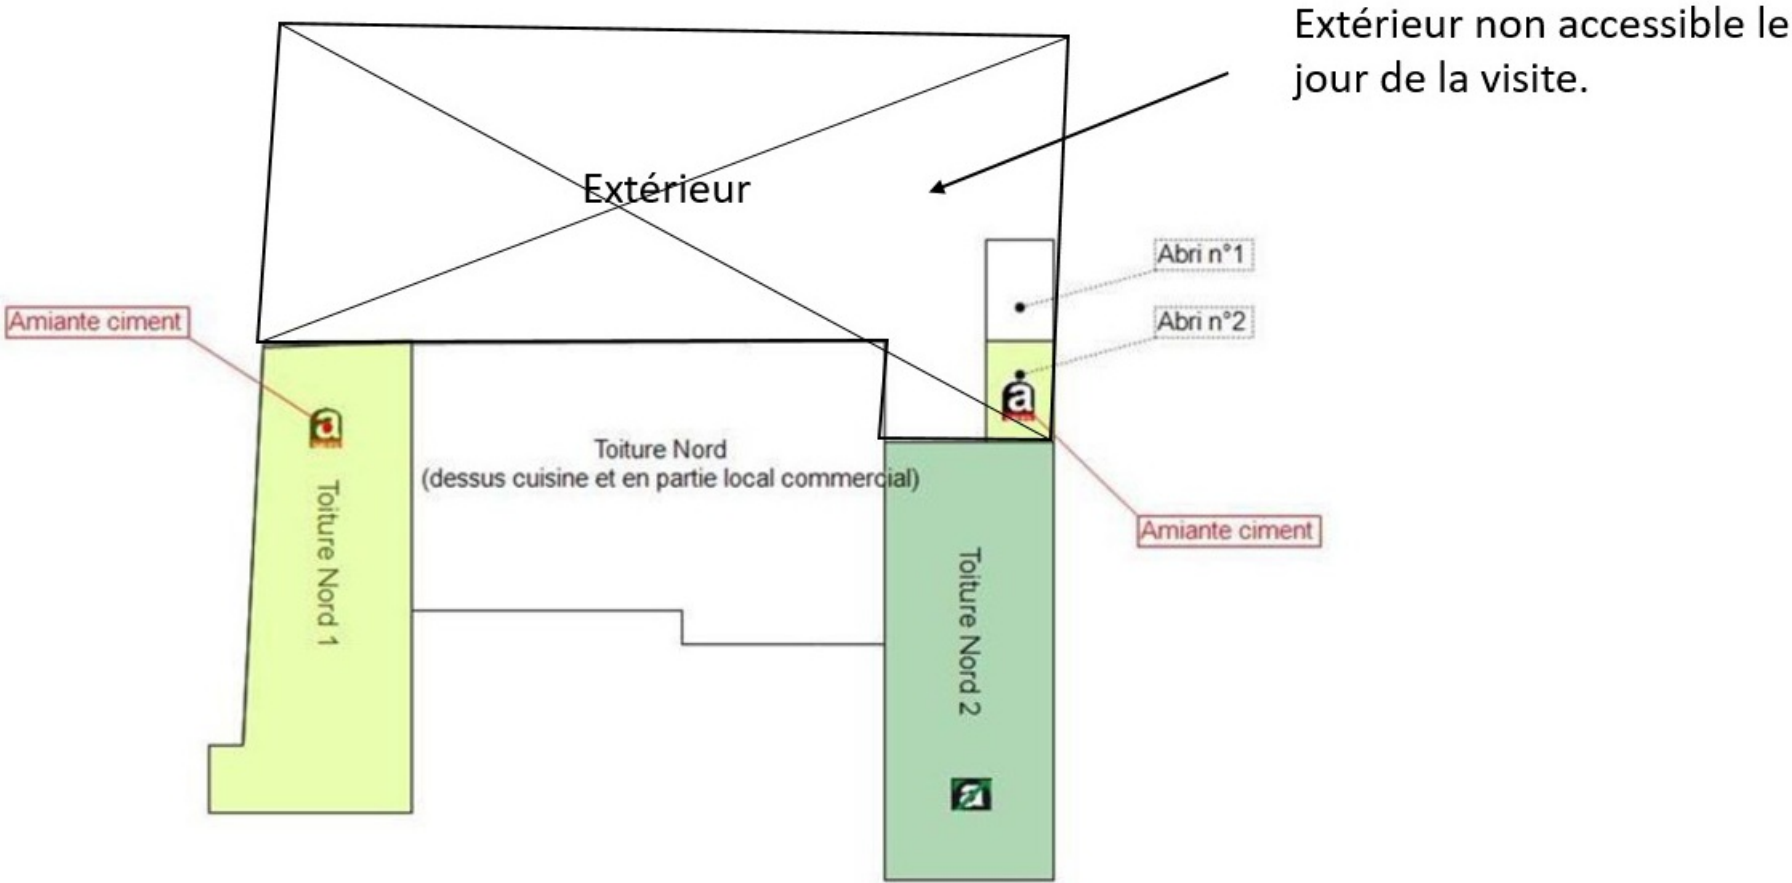 Extérieur non accessible le
jour de la visite.
Extérieur
Abri n°1
Amiante ciment
Abri n°2
a
a
Toiture Nord
(dessus cuisine et en partie local commercial)
Toiture Nord 1
Amiante ciment
Toiture Nord 2
a